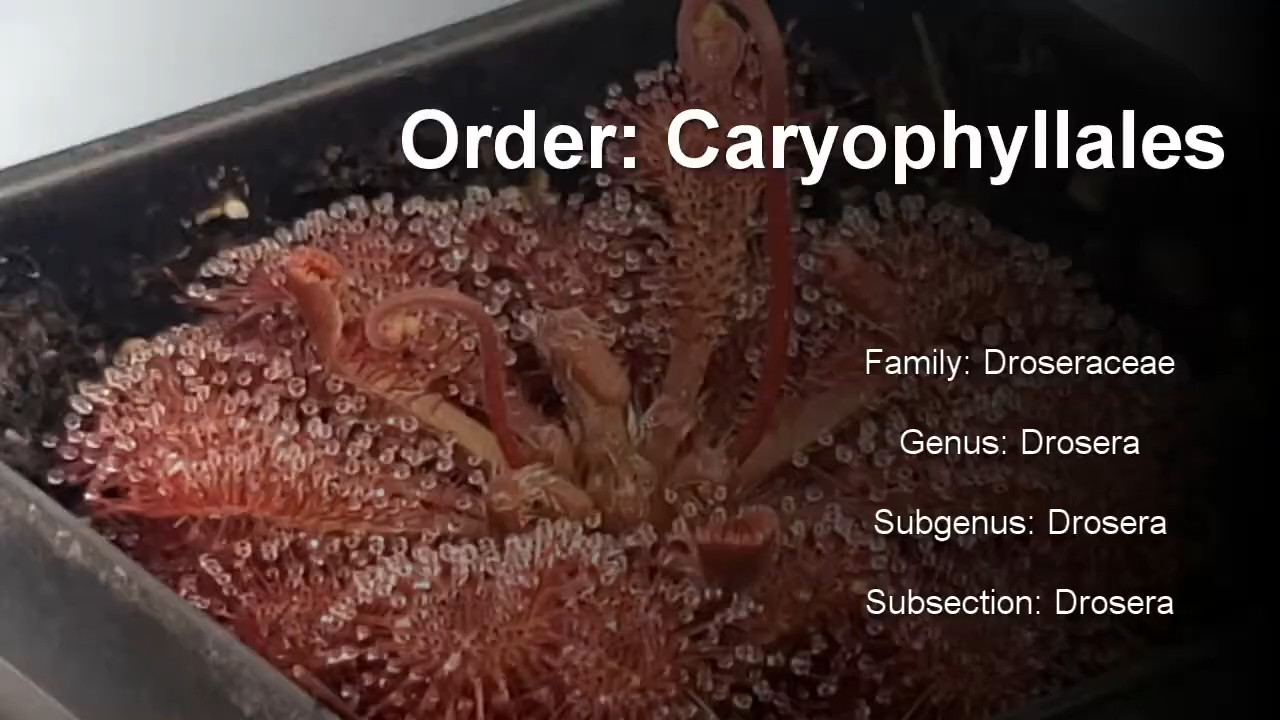 Order: Caryophyllales
Family: Droseraceae
Genus: Drosera
Subgenus: Drosera
Subsection: Drosera